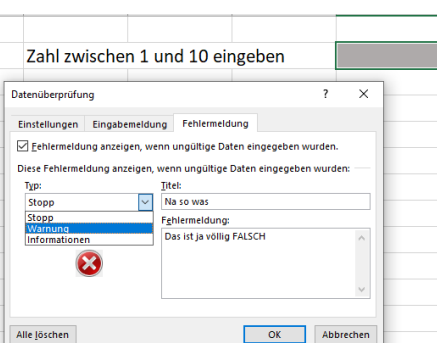 Zahl zwischen 1 und 10 eingeben
Datenüberprüfung ? ×
Einstellungen Eingabemeldung Fehlermeldung
Fehlermeldung anzeigen, wenn ungültige Daten eingegeben wurden.
Diese Fehlermeldung anzeigen, wenn ungültige Daten eingegeben wurden:
Typ: Titel:
Stopp Na so was
Stopp Fehlermeldung:
Warnung Das ist ja völlig FALSCH
Informationen
Alle löschen OK Abbrechen